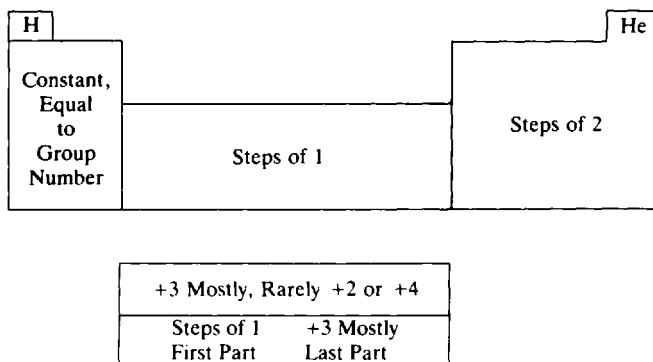 H
He
Constant,
Equal
to
Group
Number
Steps of 1
Steps of 2
+3 Mostly, Rarely +2 or +4
Steps of 1 +3 Mostly
First Part Last Part